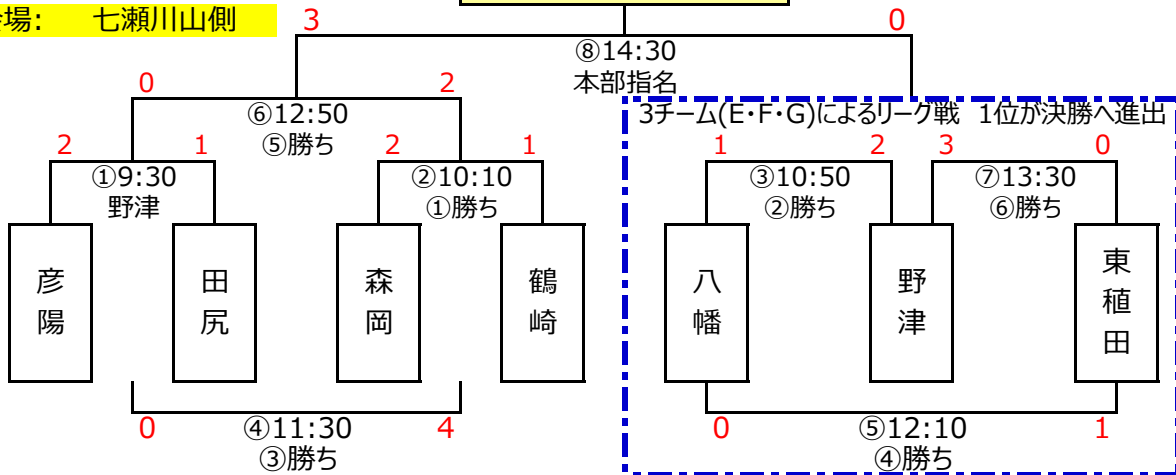 場: 七瀬川山側
3 0
⑧14:30
本部指名
0 2
⑥12:50
⑤勝ち
3チーム(E・F・G)によるリーグ戦 1位が決勝へ進出
2 1 2 1 1 2 3 0
①9:30 ②10:10 ③10:50 ⑦13:30
野津 ①勝ち ②勝ち ⑥勝ち
彦陽
田尻
森岡
鶴崎
八幡
野津
東稙田
0 ④11:30 4 0 ⑤12:10 1
③勝ち ④勝ち